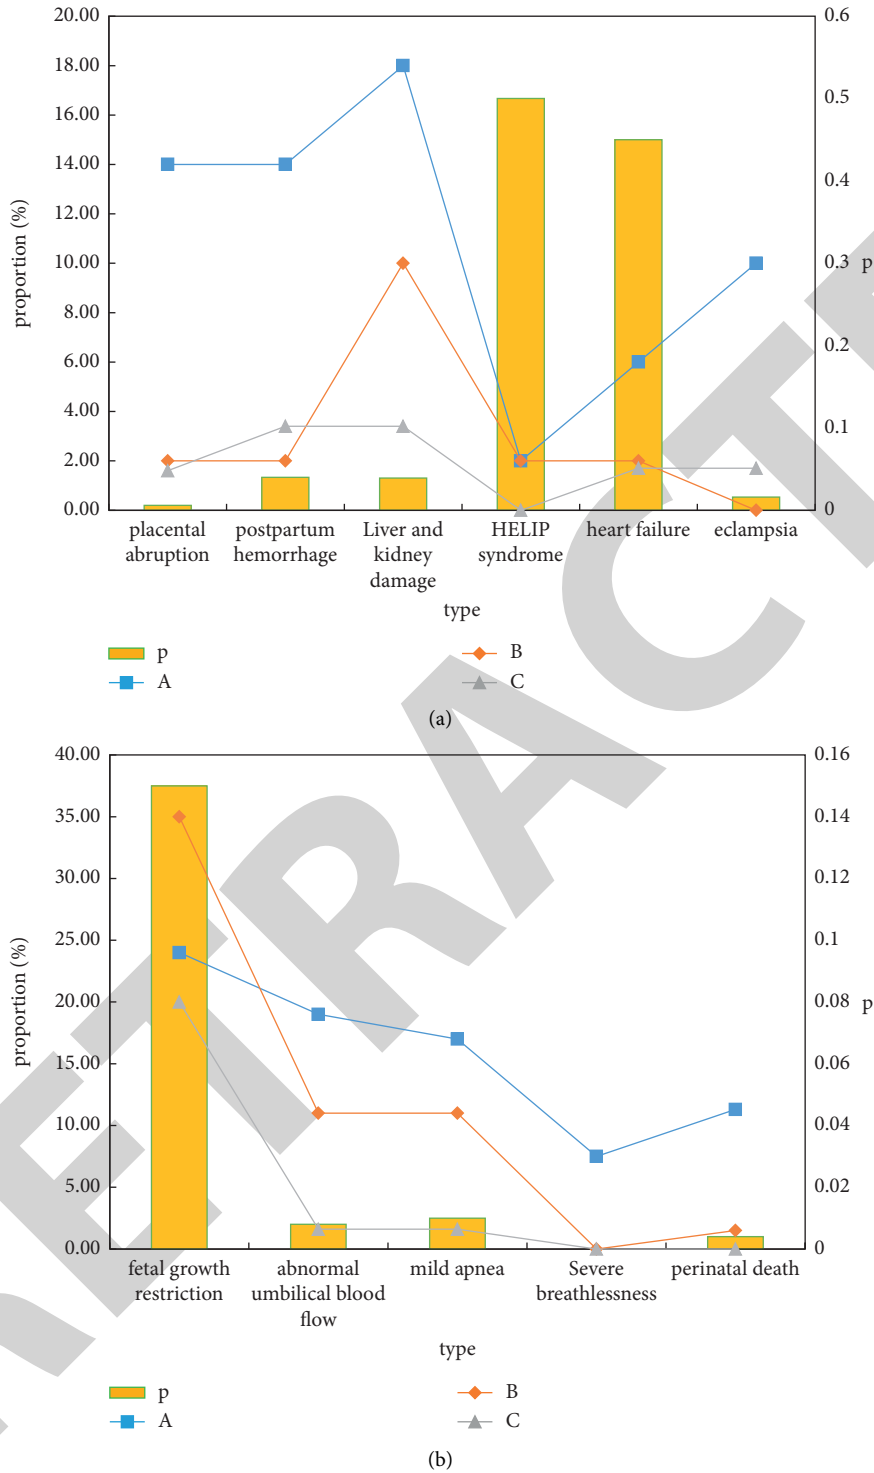 20.00
18.00
16.00
14.00
12.00
10.00
8.00
6.00
4.00
2.00
0.00
proportion (%)
0.6
0.5
0.4
0.3
0.2
0.1
0
p
placental abruption
postpartum hemorrhage
Liver and kidney damage
HELIP syndrome
heart failure
eclampsia
type
p
A
B
C
(a)
40.00
35.00
30.00
25.00
20.00
15.00
10.00
5.00
0.00
proportion (%)
0.16
0.14
0.12
0.1
0.08
0.06
0.04
0.02
0
p
fetal growth restriction
abnormal umbilical blood flow
mild apnea
Severe breathlessness
perinatal death
type
p
A
B
C
(b)
RETRACTE